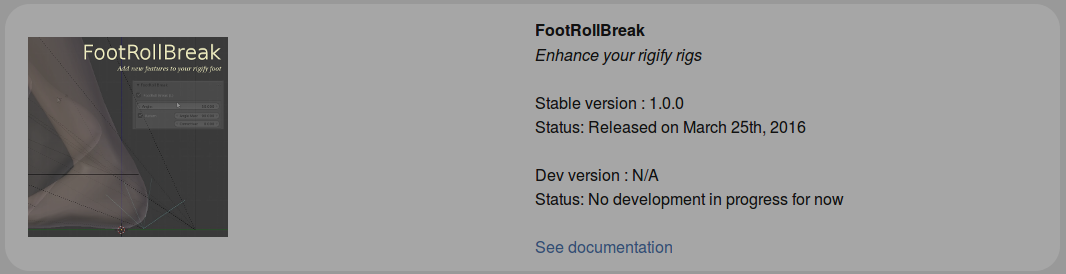 FootRollBreak
Add new features to your rigify foot
FootRollBreak
Enhance your rigify rigs
Stable version : 1.0.0
Status: Released on March 25th, 2016
Dev version : N/A
Status: No development in progress for now
See documentation